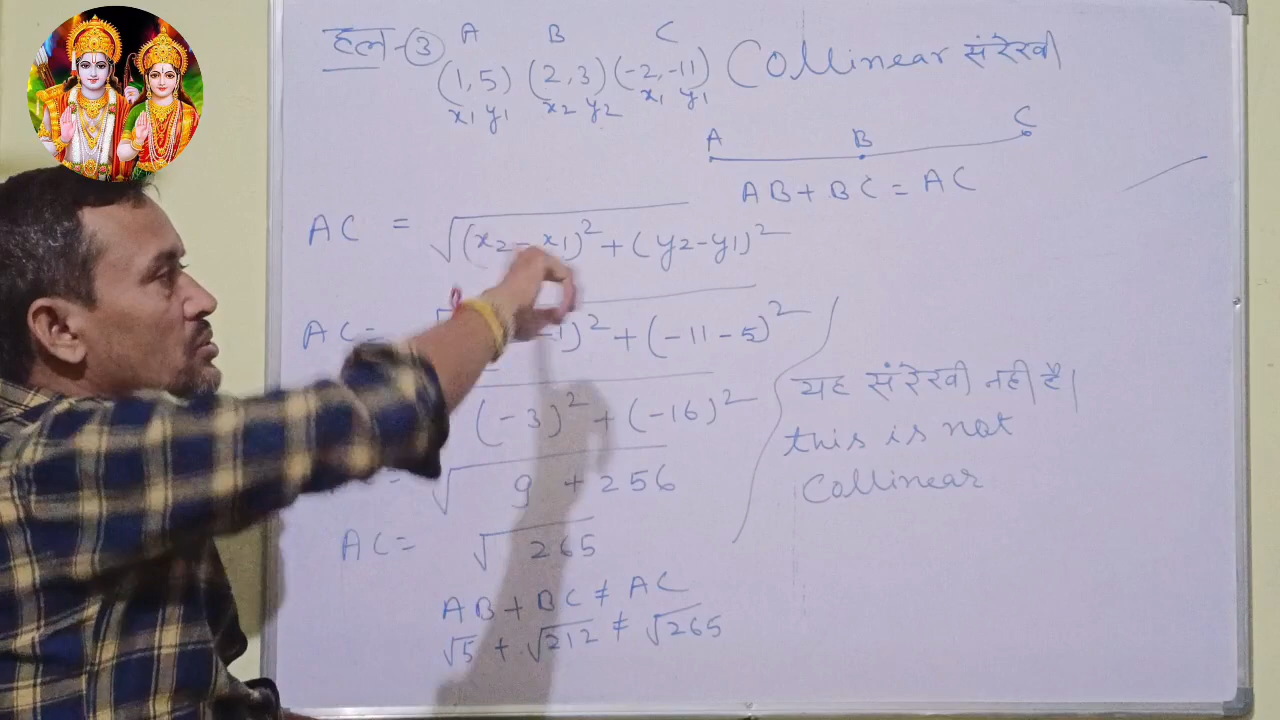 हल-③ A B C
(1,5) (2,3) (-2,-11) Collinear संरेखी
x₁ y₁ x₂ y₂ x₁ y₁
A B C
AB+BC=AC
AC = √(x₂-x₁)²+(y₂-y₁)²
AC= -1)²+(-11-5)²
(-3)²+(-16)²
= √9+256
AC= √265
AB+BC≠AC
√5+√212≠√265
यह संरेखी नही है।
this is not
Collinear